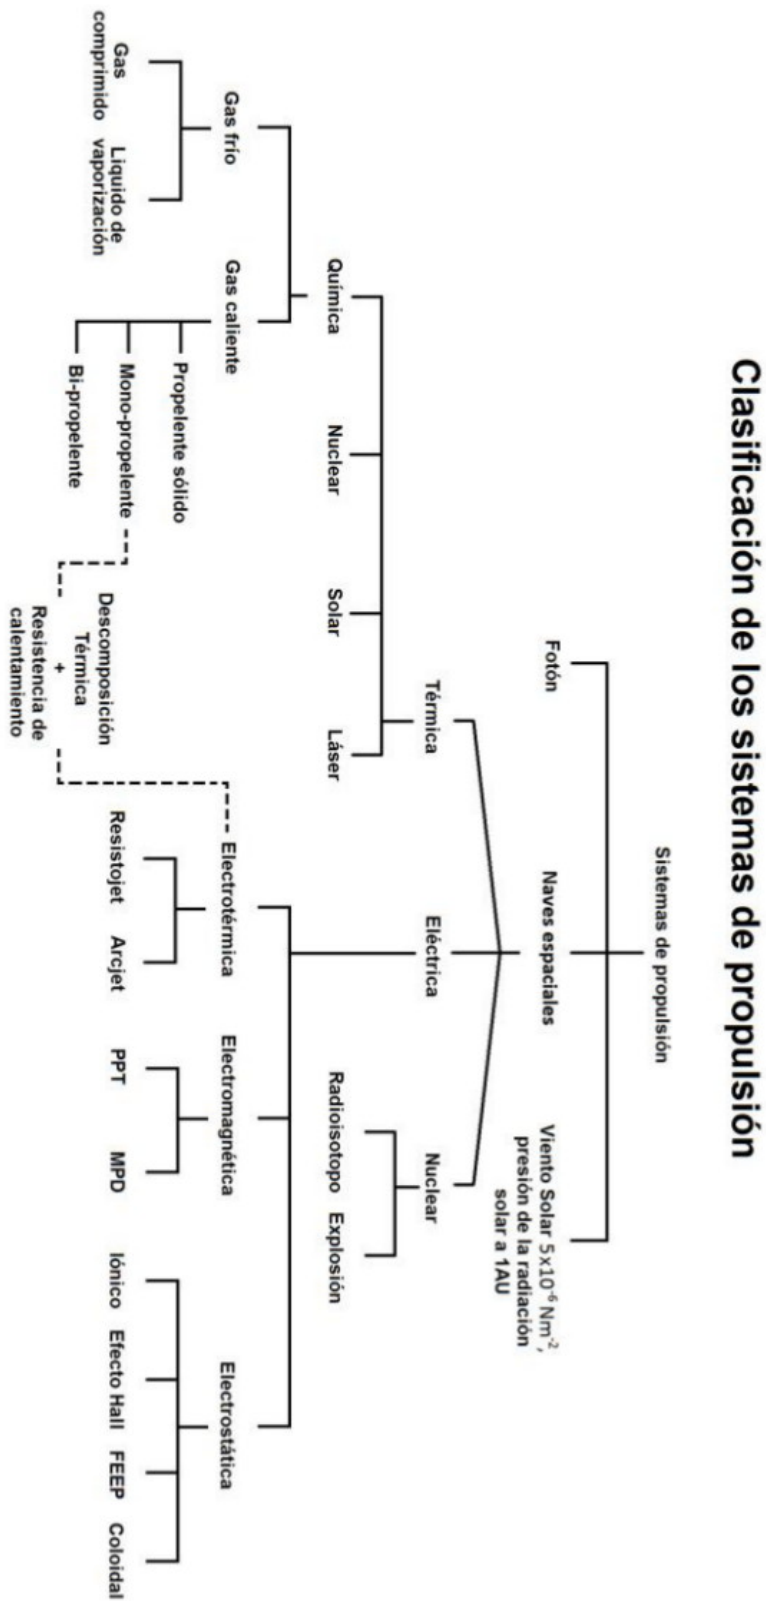 Clasificación de los sistemas de propulsión
Sistemas de propulsión
Fotón
Naves espaciales
Viento Solar 5x10⁻⁶ Nm⁻²,
presión de la radiación
solar a 1AU
Térmica
Eléctrica
Nuclear
Química
Nuclear
Solar
Láser
Radioisotopo
Explosión
Gas frío
Gas caliente
Electrotérmica
Electromagnética
Electrostática
Gas
comprimido
Liquido de
vaporización
Propelente sólido
Mono-propelente
Bi-propelente
Descomposición
Térmica
+
Resistencia de
calentamiento
Resistojet
Arcjet
PPT
MPD
Iónico
Efecto Hall
FEEP
Coloidal